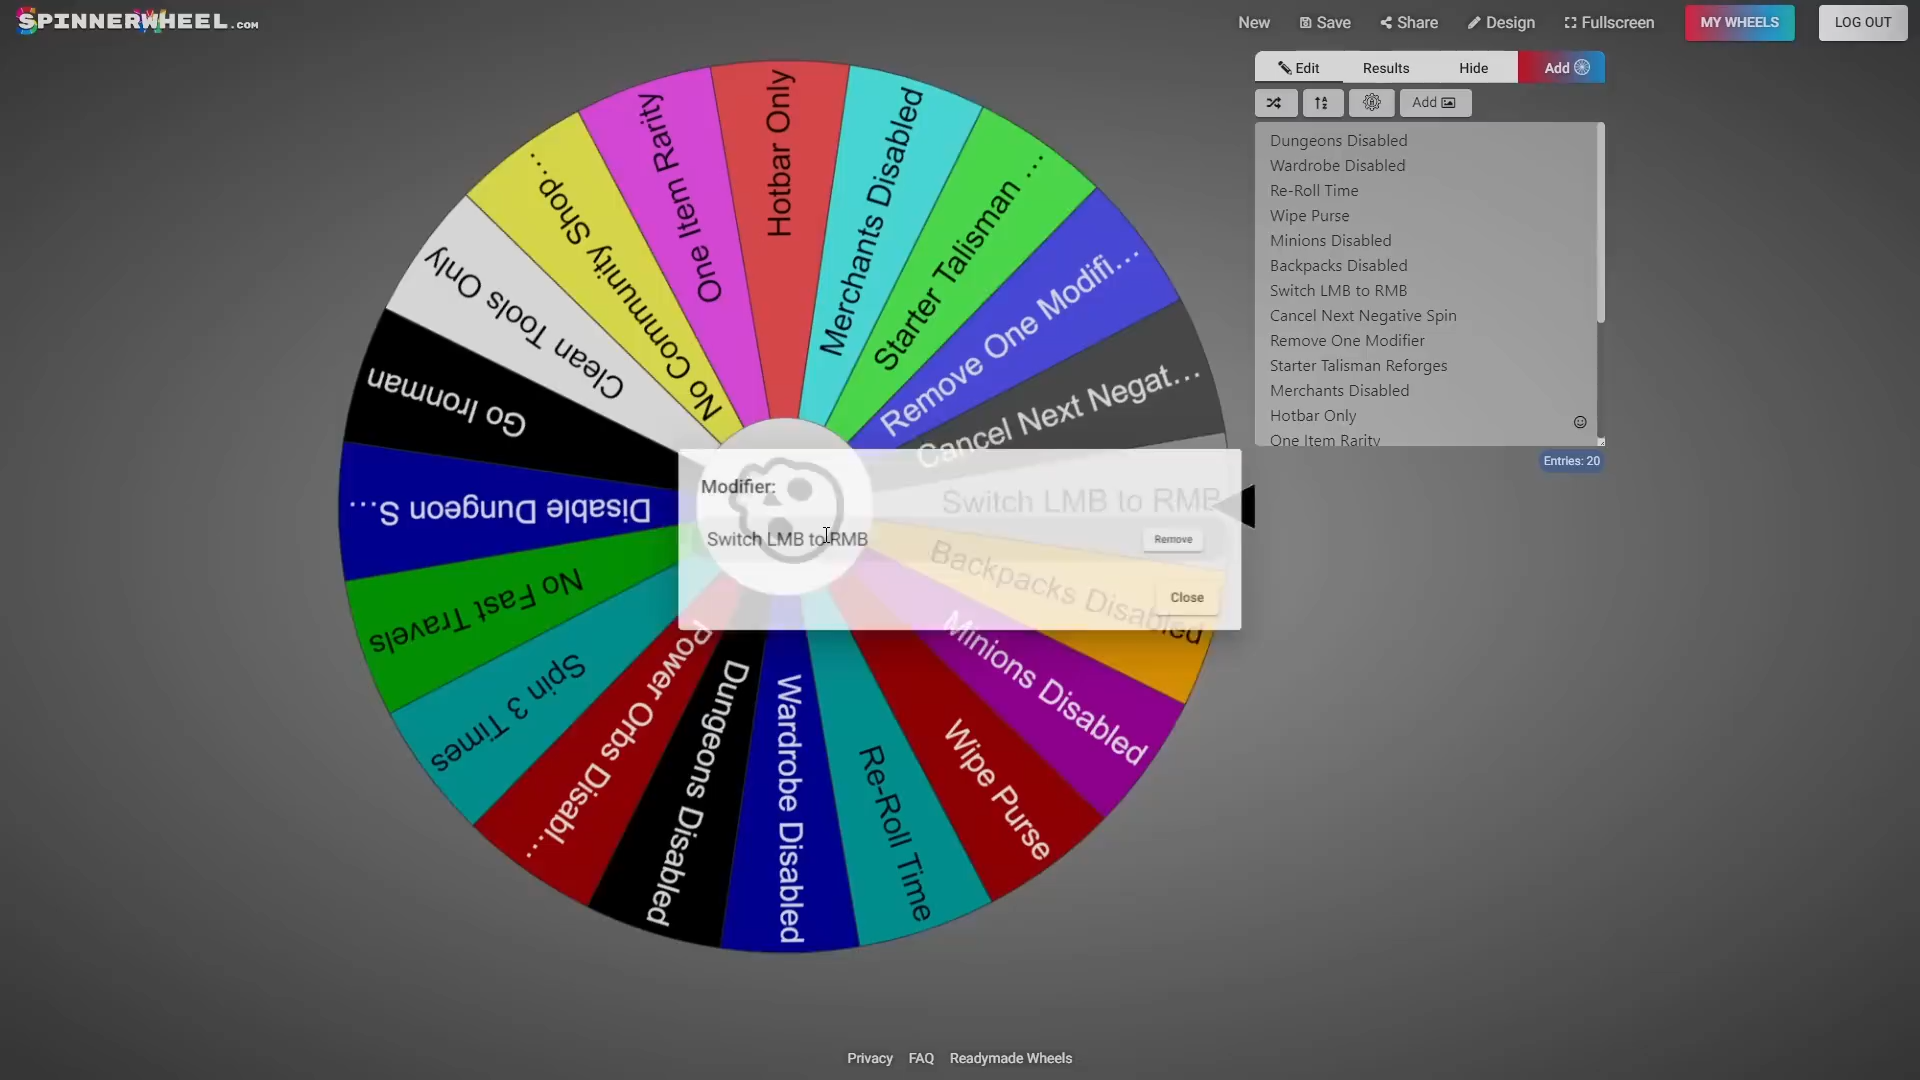 SPINNERWHEEL.COM
New
Save
Share
Design
Fullscreen
MY WHEELS
LOG OUT
Edit
Results
Hide
Add
Add
Dungeons Disabled
Wardrobe Disabled
Re-Roll Time
Wipe Purse
Minions Disabled
Backpacks Disabled
Switch LMB to RMB
Cancel Next Negative Spin
Remove One Modifier
Starter Talisman Reforges
Merchants Disabled
Hotbar Only
One Item Rarity
Entries: 20
Hotbar Only
Merchants Disabled
Starter Talisman ...
Remove One Modifi...
Cancel Next Negat...
Switch LMB to RMB
Backpacks Disabled
Minions Disabled
Wipe Purse
Re-Roll Time
Wardrobe Disabled
Dungeons Disabled
Power Orbs Disabl...
Spin 3 Times
No Fast Travels
Disable Dungeon S...
Go Ironman
Clean Tools Only
No Community Shop...
One Item Rarity
Modifier:
Switch LMB to RMB
Remove
Close
Privacy
FAQ
Readymade Wheels